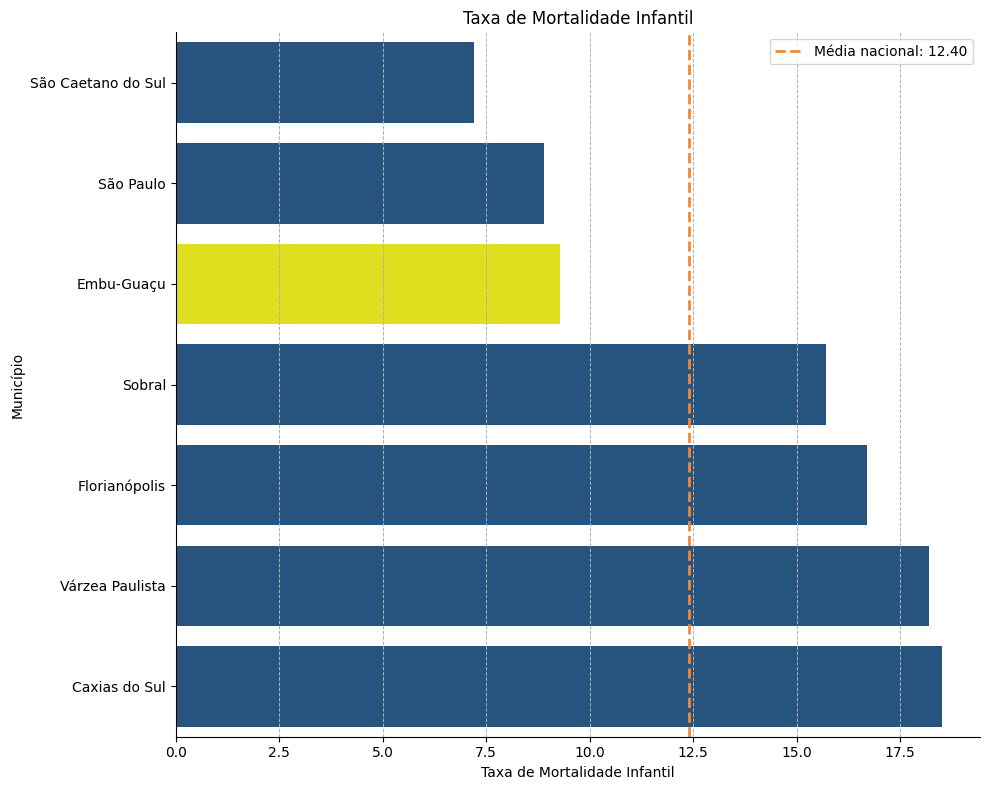 Taxa de Mortalidade Infantil
Média nacional: 12.40
São Caetano do Sul
São Paulo
Embu-Guaçu
Sobral
Florianópolis
Várzea Paulista
Caxias do Sul
Município
0.0 2.5 5.0 7.5 10.0 12.5 15.0 17.5
Taxa de Mortalidade Infantil